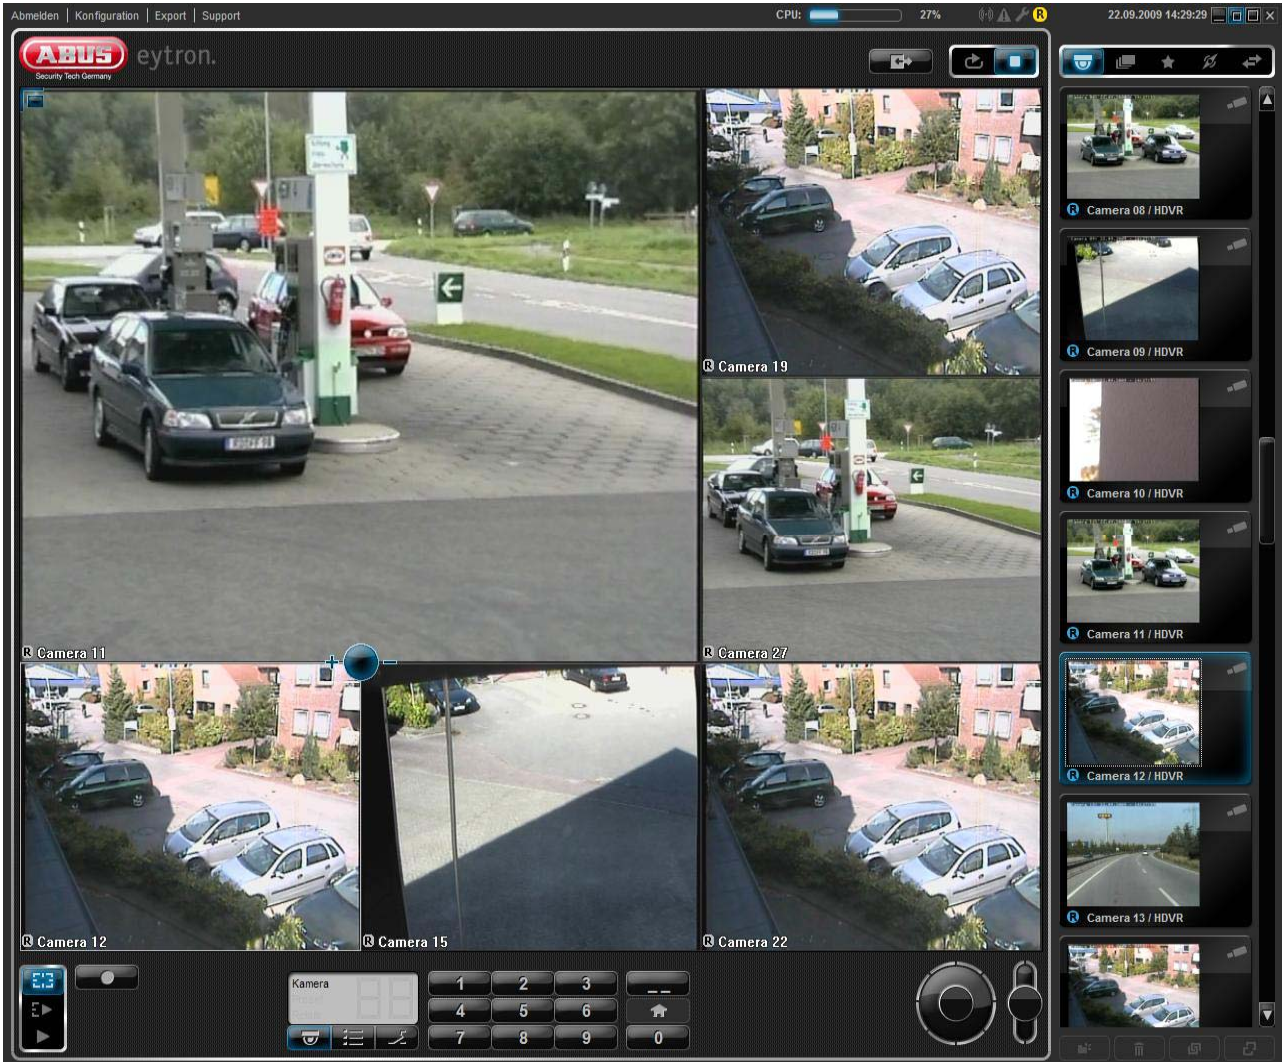 Abmelden | Konfiguration | Export | Support
CPU: 27% R 22.09.2009 14:29:29
ABUS eytron.
Security Tech Germany
R Camera 11
R Camera 19
R Camera 27
R Camera 12
R Camera 15
R Camera 22
R Camera 08 / HDVR
R Camera 09 / HDVR
R Camera 10 / HDVR
R Camera 11 / HDVR
R Camera 12 / HDVR
R Camera 13 / HDVR
Kamera
1 2 3 _ _
4 5 6
7 8 9 0